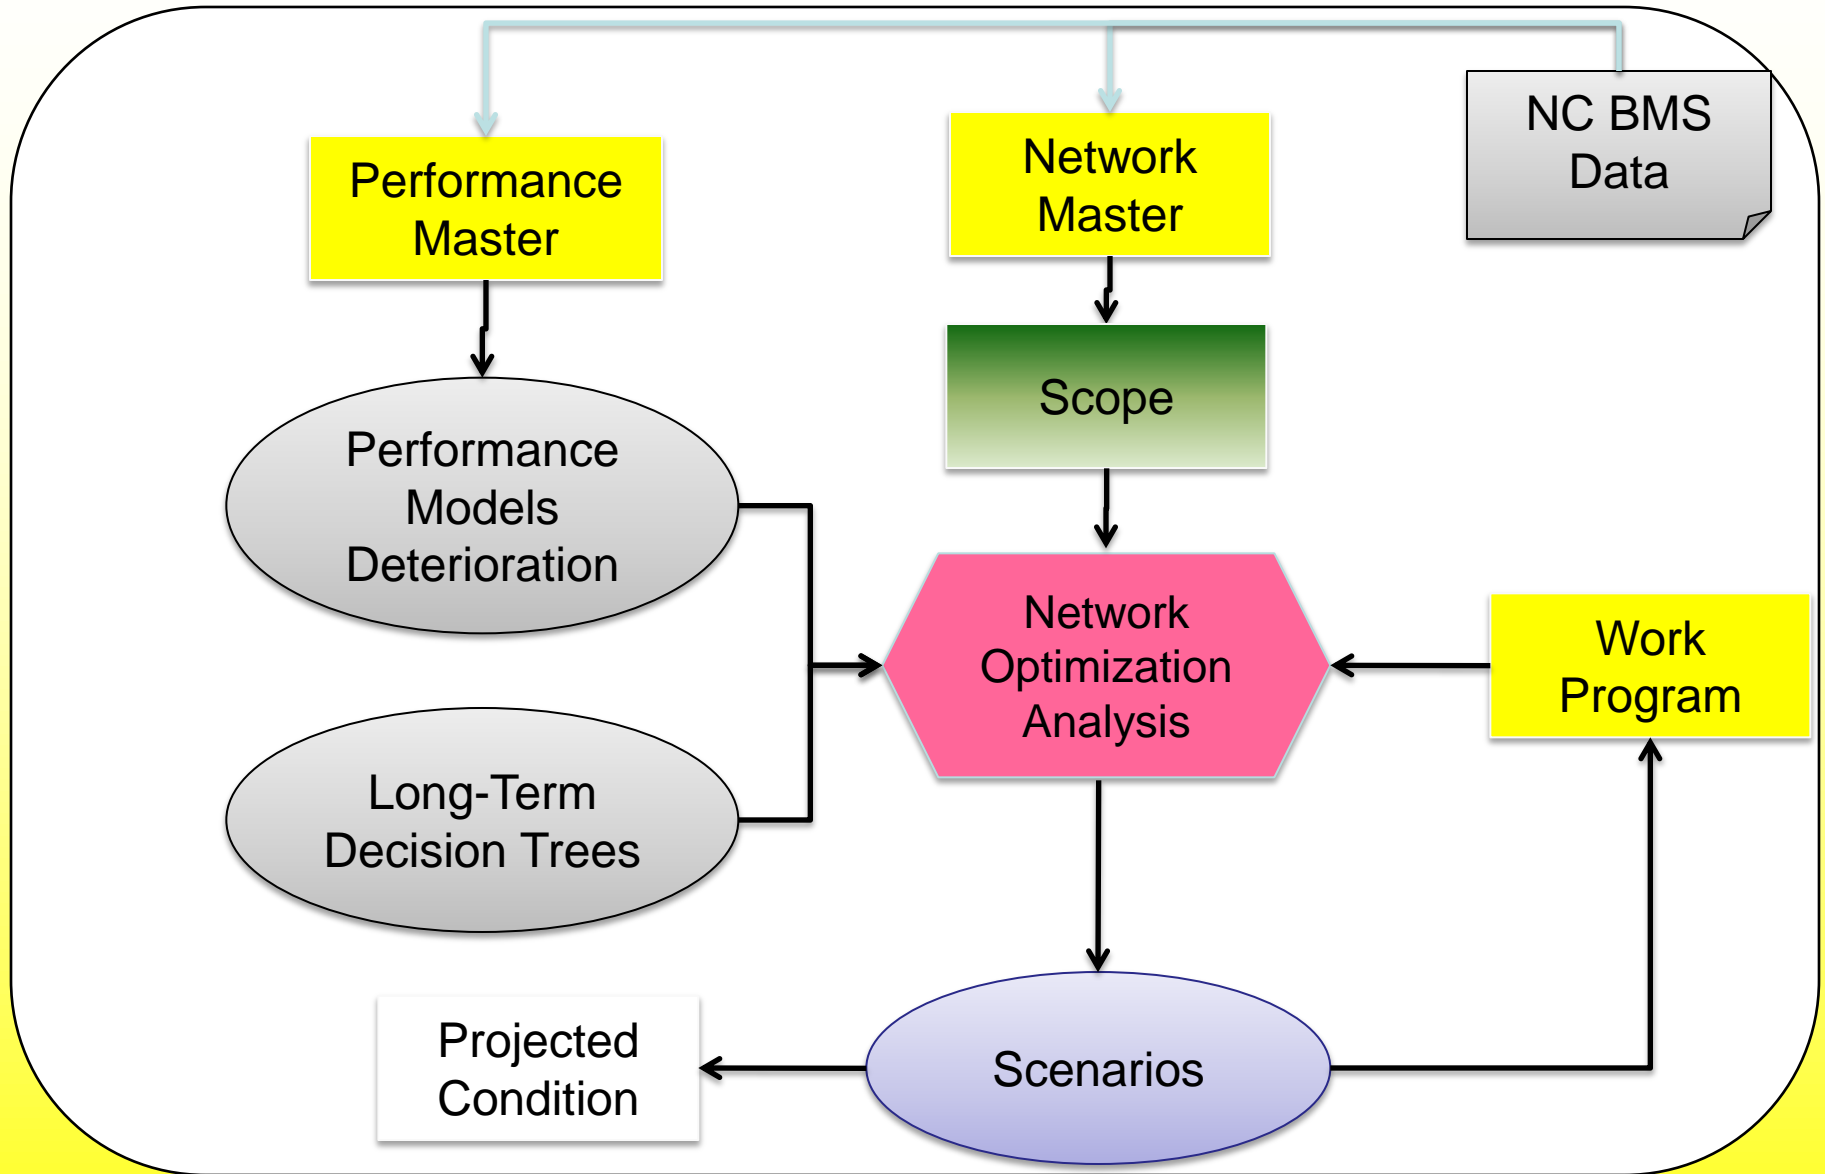 NC BMS
Data
Performance
Master
Network
Master
Scope
Performance
Models
Deterioration
Network
Optimization
Analysis
Work
Program
Long-Term
Decision Trees
Projected
Condition
Scenarios